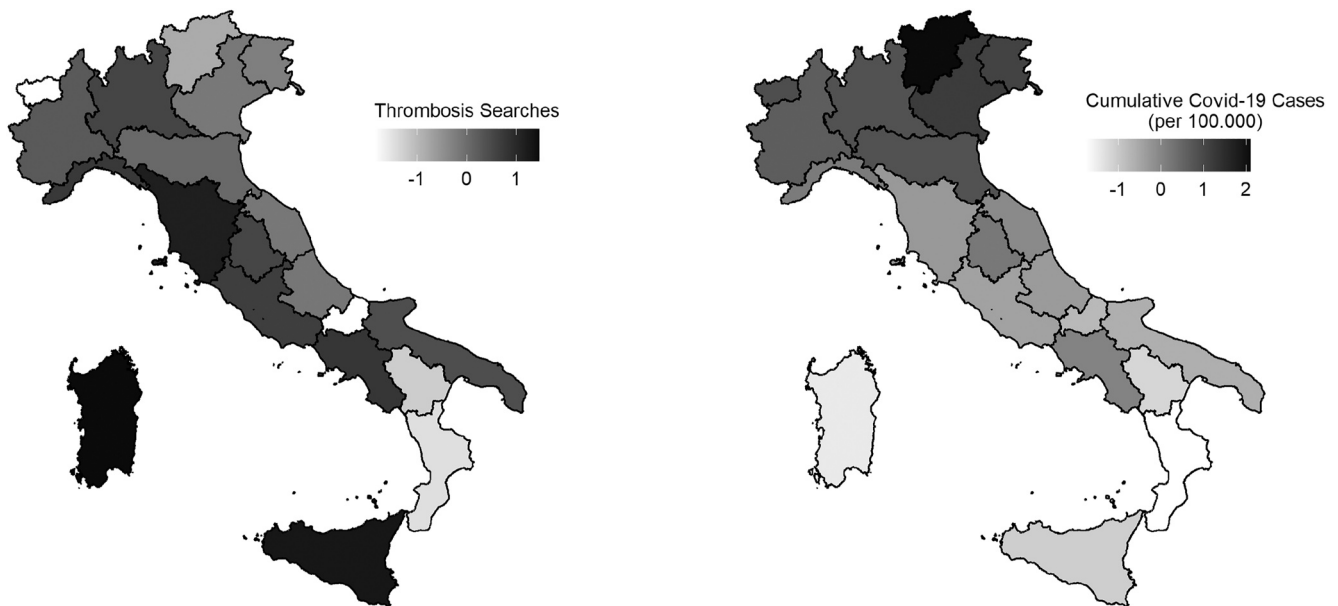 Thrombosis Searches
-1 0 1
Cumulative Covid-19 Cases
(per 100.000)
-1 0 1 2